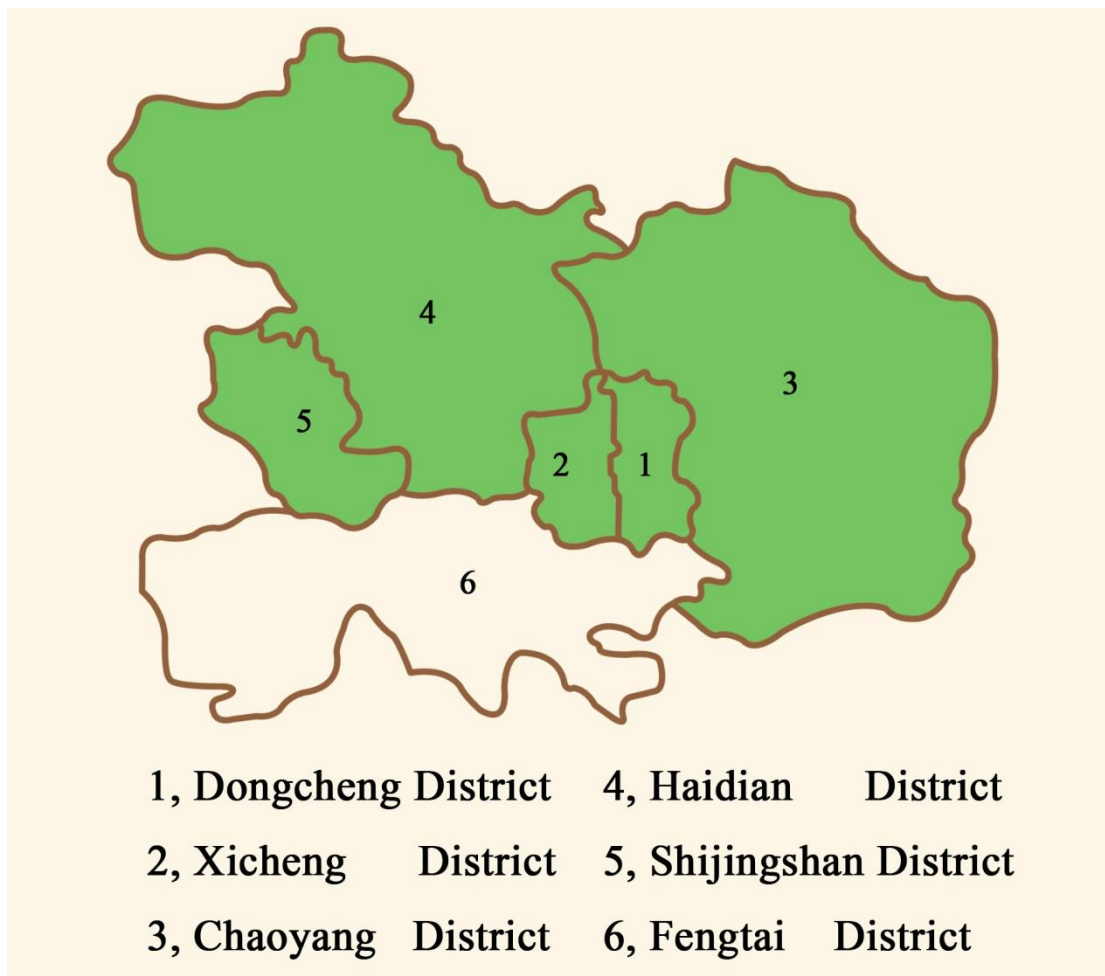 4
3
5
2
1
6
1, Dongcheng District 4, Haidian District
2, Xicheng District 5, Shijingshan District
3, Chaoyang District 6, Fengtai District